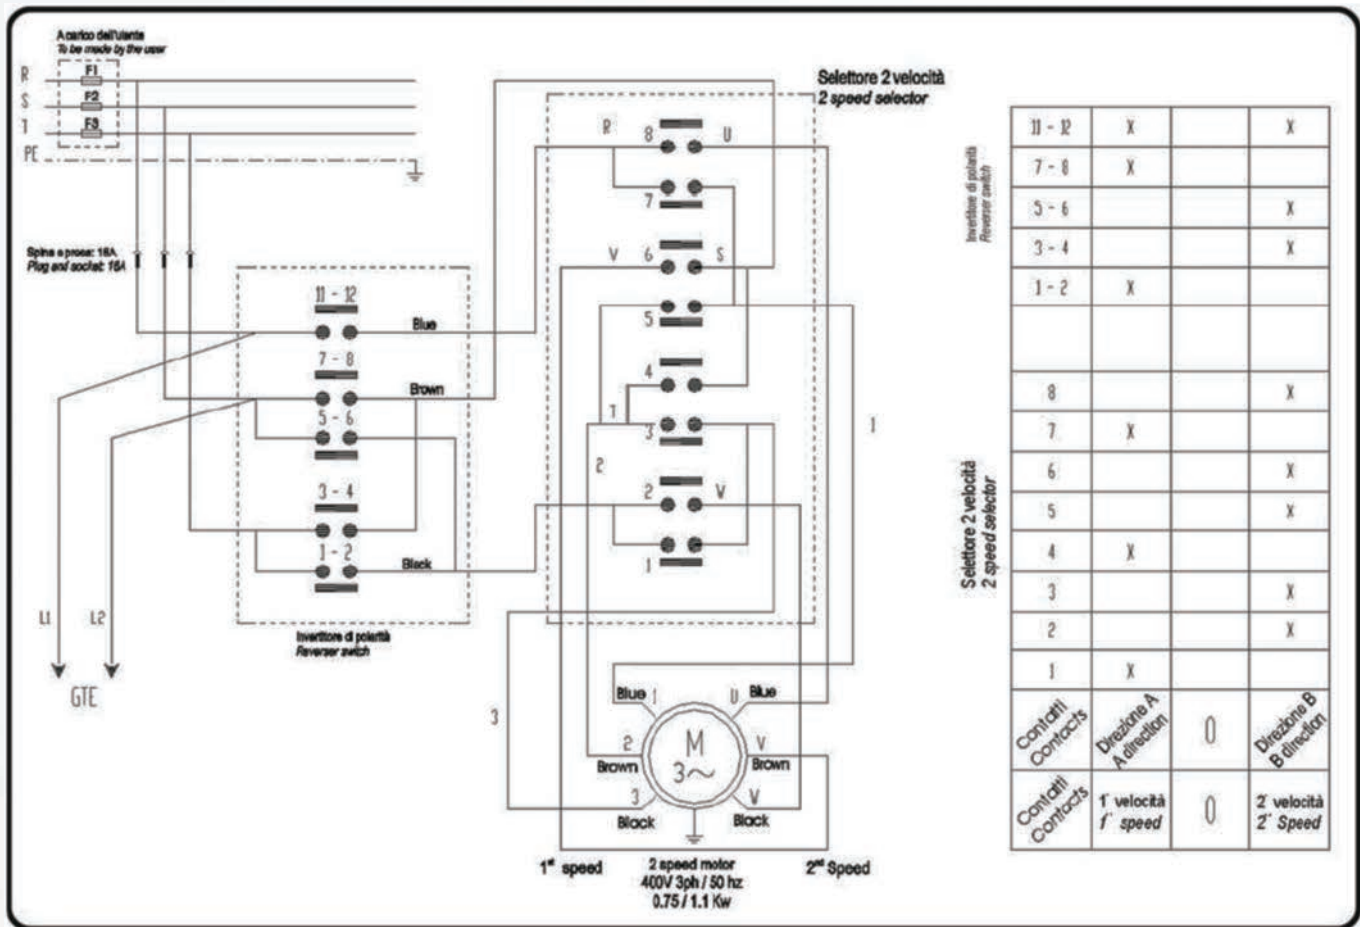 A carico dell'utente
To be made by the user
R
F1
S
F2
T
F3
PE
Spina e presa: 16A
Plug and socket: 16A
11 - 12
Blue
7 - 8
Brown
5 - 6
3 - 4
1 - 2
Black
Invertitore di polarità
Reverser switch
L1
L2
GTE
Selettore 2 velocità
2 speed selector
R
8
U
7
V
6
S
5
4
T
3
2
2
W
1
1
3
Blue
1
U
Blue
2
M
V
Brown
3~
Brown
3
W
Black
Black
1st speed
2 speed motor
2nd Speed
400V 3ph / 50 hz
0.75 / 1.1 Kw
Invertitore di polarità
Reverser switch
Selettore 2 velocità
2 speed selector
11 - 12 X X
7 - 8 X
5 - 6 X
3 - 4 X
1 - 2 X
8 X
7 X
6 X
5 X
4 X
3 X
2 X
1 X
Contatti
Contacts
Direzione A
A direction
0
Direzione B
B direction
Contatti
Contacts
1° velocità
1° speed
0
2° velocità
2° Speed